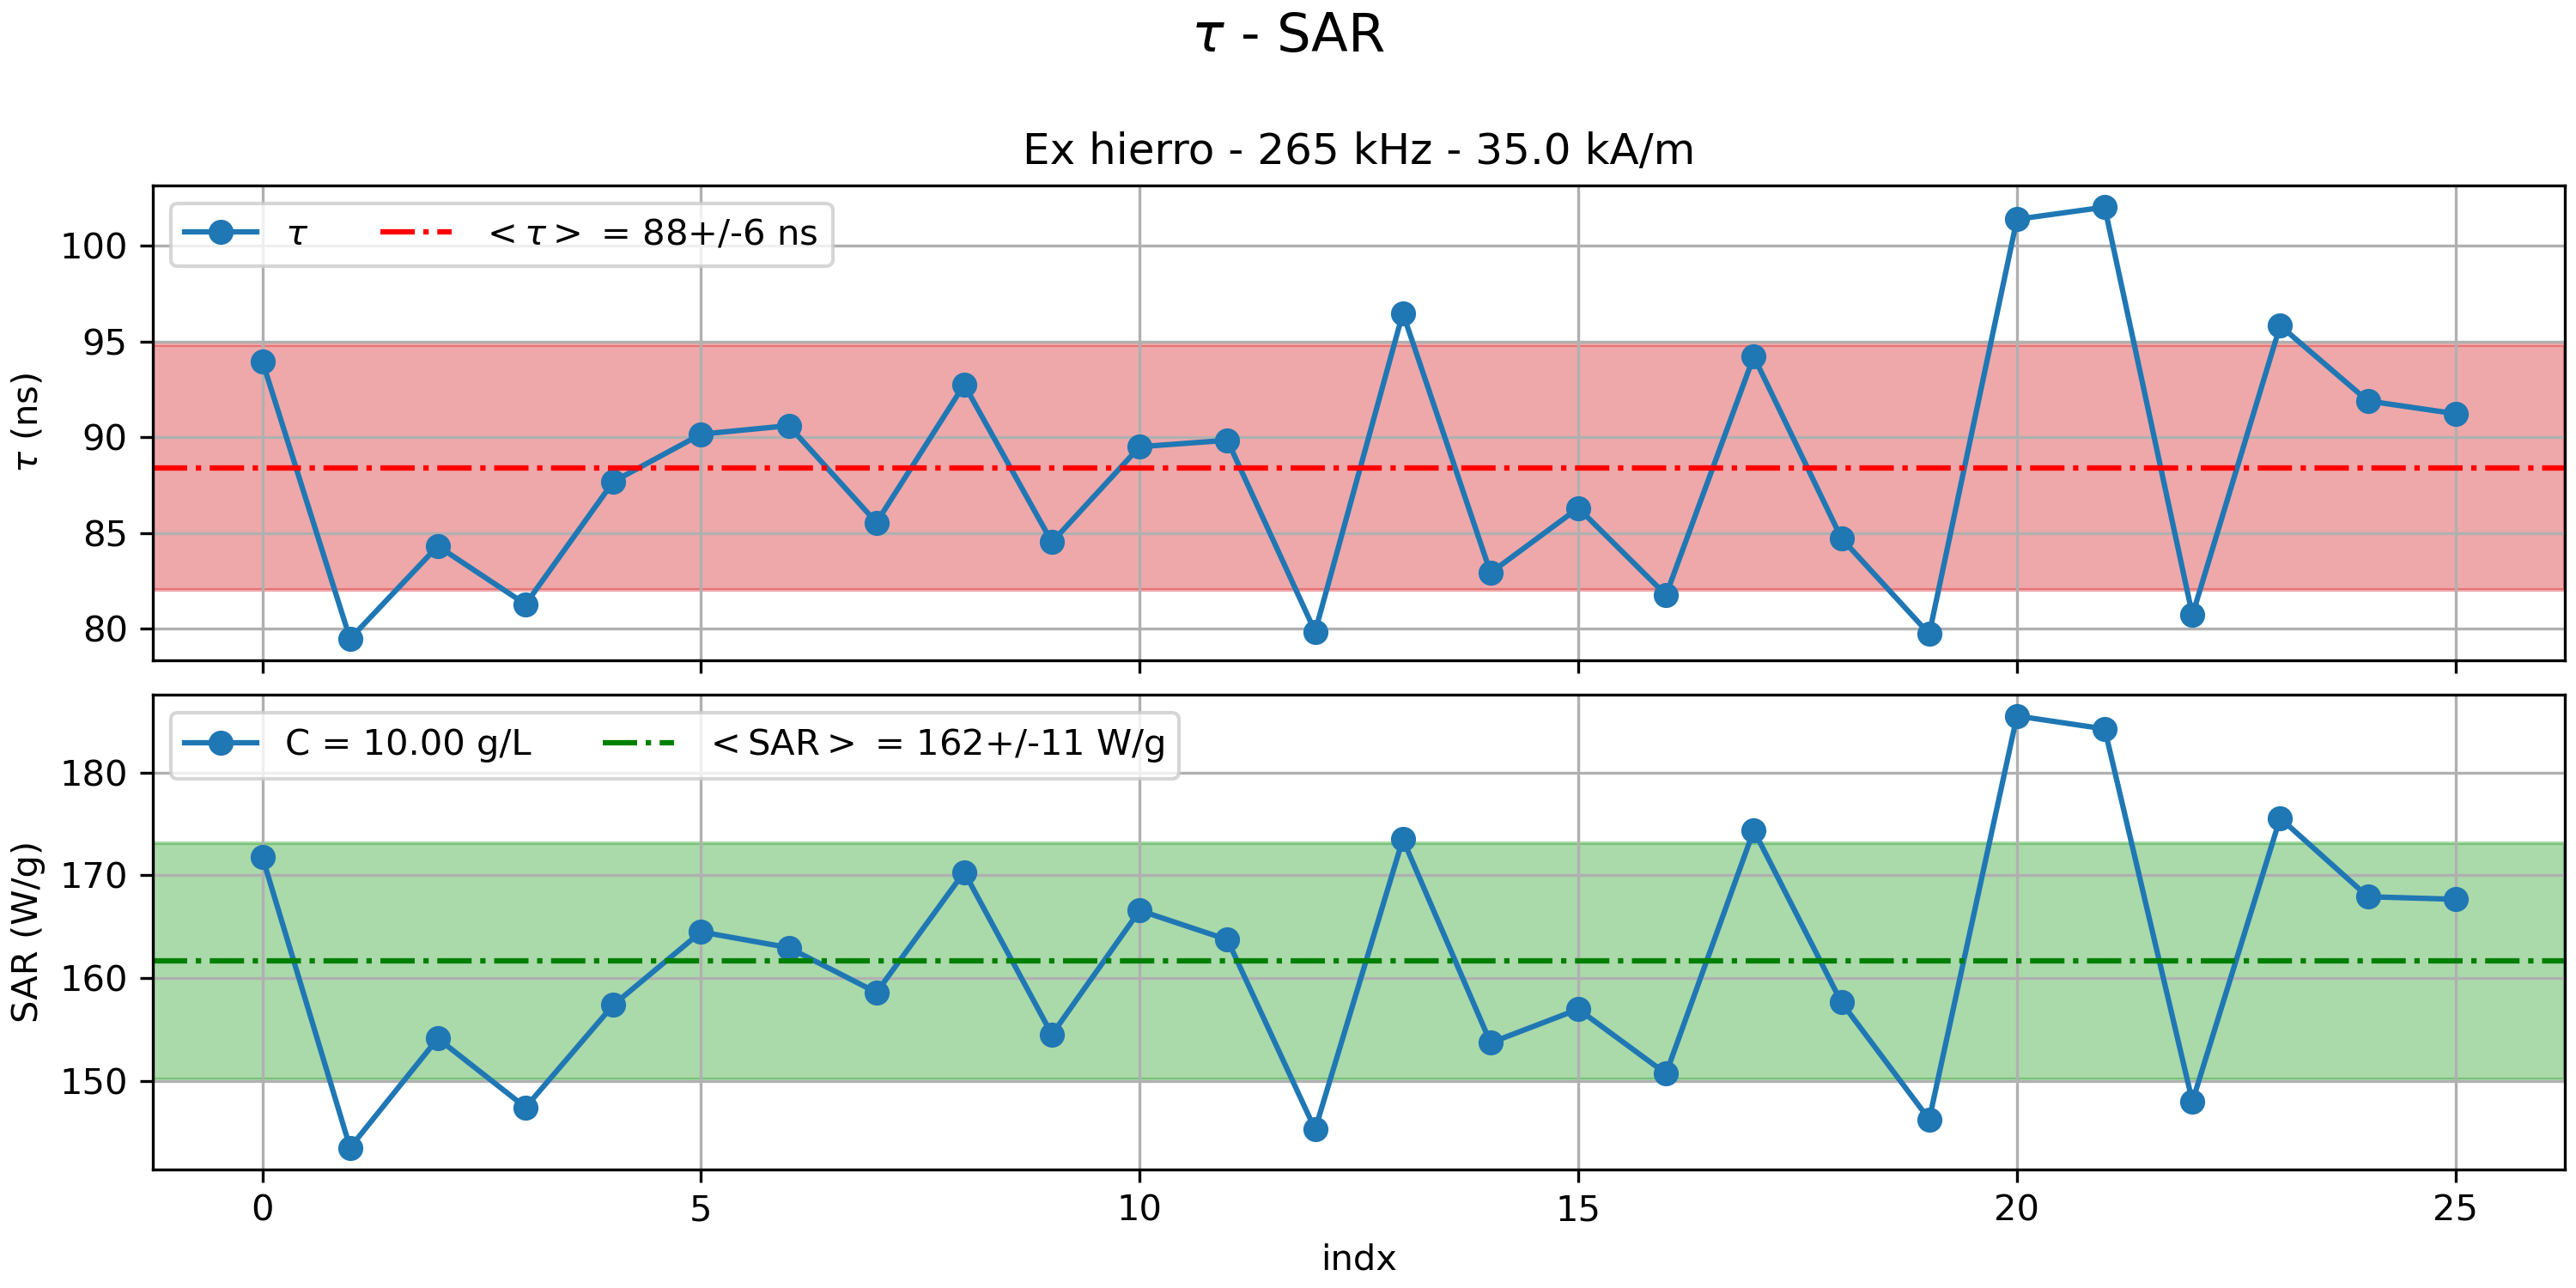 τ - SAR
Ex hierro - 265 kHz - 35.0 kA/m
τ
<τ> = 88+/-6 ns
100
95
90
85
80
τ (ns)
C = 10.00 g/L
<SAR> = 162+/-11 W/g
180
170
160
150
SAR (W/g)
0 5 10 15 20 25
indx